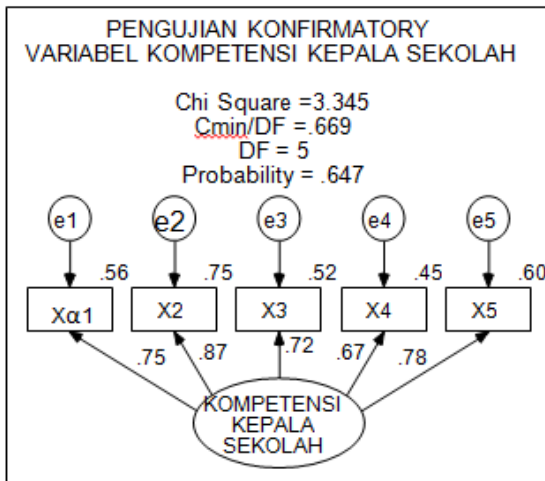 PENGUJIAN KONFIRMATORY
VARIABEL KOMPETENSI KEPALA SEKOLAH
Chi Square =3.345
Cmin/DF =.669
DF = 5
Probability = .647
e1 e2 e3 e4 e5
.56 .75 .52 .45 .60
Xα1 X2 X3 X4 X5
.75 .87 .72 .67 .78
KOMPETENSI
KEPALA
SEKOLAH